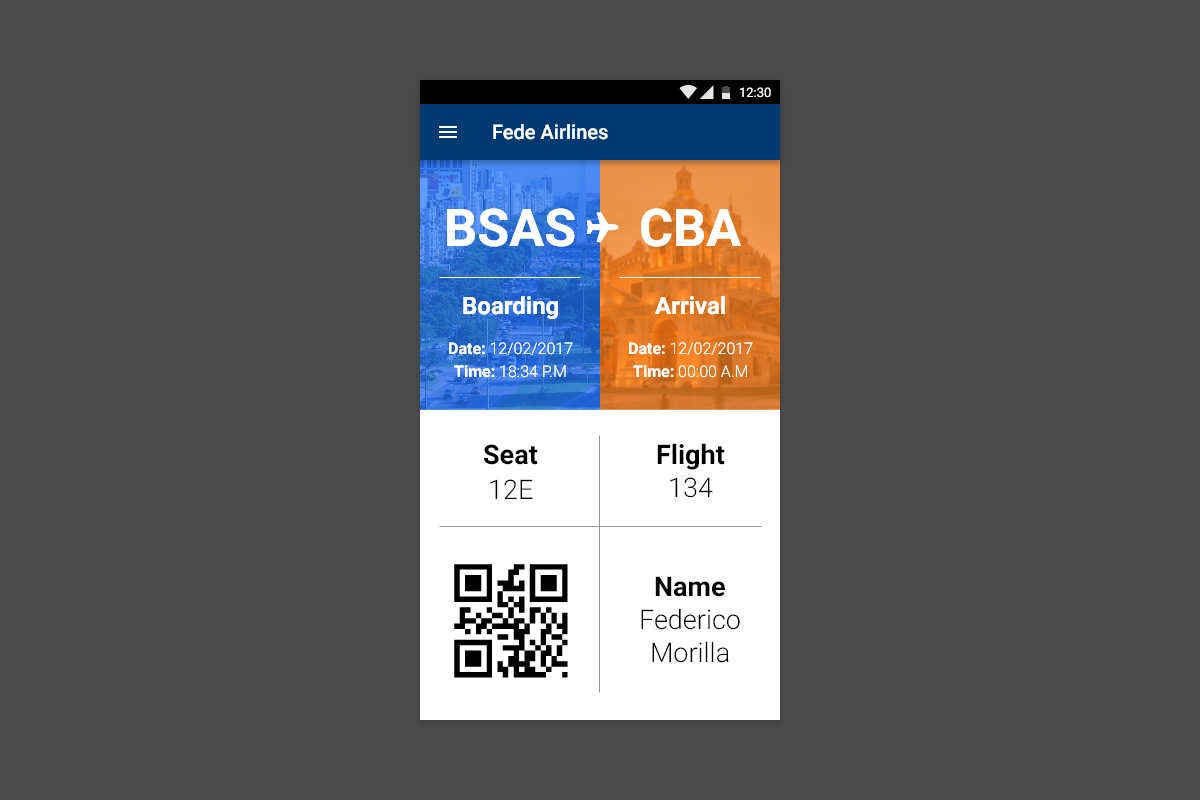 12:30
Fede Airlines
BSAS CBA
Boarding
Date: 12/02/2017
Time: 18:34 P.M
Arrival
Date: 12/02/2017
Time: 00:00 A.M
Seat
12E
Flight
134
Name
Federico
Morilla